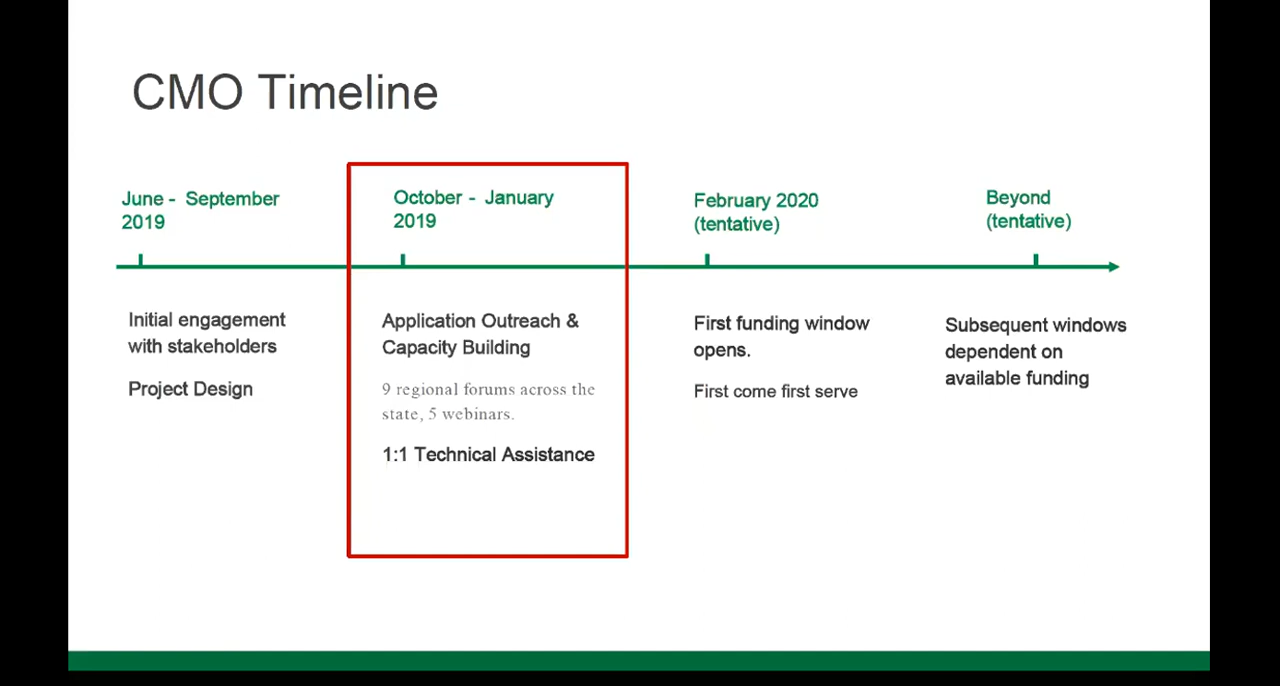 CMO Timeline
June - September
2019
Initial engagement
with stakeholders
Project Design
October - January
2019
Application Outreach &
Capacity Building
9 regional forums across the
state, 5 webinars.
1:1 Technical Assistance
February 2020
(tentative)
First funding window
opens.
First come first serve
Beyond
(tentative)
Subsequent windows
dependent on
available funding